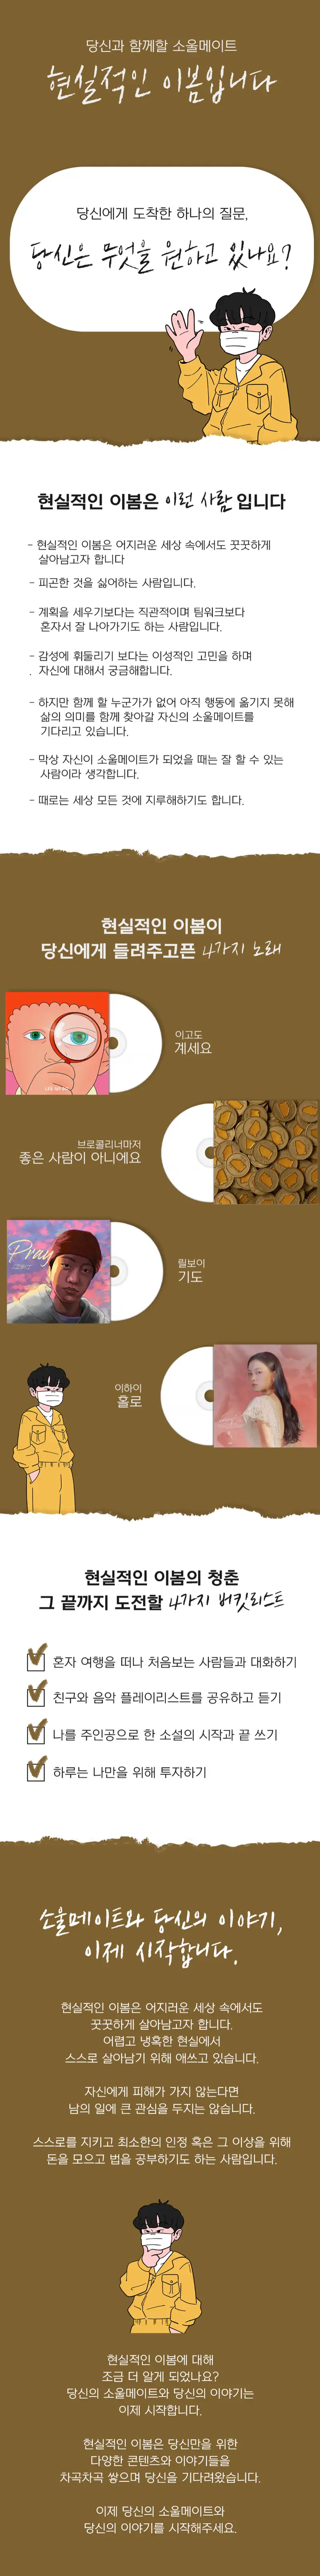 당신과 함께할 소울메이트
현실적인 이봄입니다
당신에게 도착한 하나의 질문,
당신은 무엇을 원하고 있나요?
현실적인 이봄은 이런 사람 입니다
- 현실적인 이봄은 어지러운 세상 속에서도 꿋꿋하게
살아남고자 합니다
- 피곤한 것을 싫어하는 사람입니다.
- 계획을 세우기보다는 직관적이며 팀워크보다
혼자서 잘 나아가기도 하는 사람입니다.
- 감성에 휘둘리기 보다는 이성적인 고민을 하며
. 자신에 대해서 궁금해합니다.
- 하지만 함께 할 누군가가 없어 아직 행동에 옮기지 못해
삶의 의미를 함께 찾아갈 자신의 소울메이트를
기다리고 있습니다.
- 막상 자신이 소울메이트가 되었을 때는 잘 할 수 있는
사람이라 생각합니다.
- 때로는 세상 모든 것에 지루해하기도 합니다.
현실적인 이봄이
당신에게 들려주고픈 4가지 노래
이고도
계세요
브로콜리너마저
좋은 사람이 아니에요
Pray
릴보이
기도
이하이
홀로
현실적인 이봄의 청춘
그 끝까지 도전할 4가지 버킷리스트
혼자 여행을 떠나 처음보는 사람들과 대화하기
친구와 음악 플레이리스트를 공유하고 듣기
나를 주인공으로 한 소설의 시작과 끝 쓰기
하루는 나만을 위해 투자하기
소울메이트와 당신의 이야기,
이제 시작합니다.
현실적인 이봄은 어지러운 세상 속에서도
꿋꿋하게 살아남고자 합니다.
어렵고 냉혹한 현실에서
스스로 살아남기 위해 애쓰고 있습니다.
자신에게 피해가 가지 않는다면
남의 일에 큰 관심을 두지는 않습니다.
스스로를 지키고 최소한의 인정 혹은 그 이상을 위해
돈을 모으고 법을 공부하기도 하는 사람입니다.
현실적인 이봄에 대해
조금 더 알게 되었나요?
당신의 소울메이트와 당신의 이야기는
이제 시작합니다.
현실적인 이봄은 당신만을 위한
다양한 콘텐츠와 이야기들을
차곡차곡 쌓으며 당신을 기다려왔습니다.
이제 당신의 소울메이트와
당신의 이야기를 시작해주세요.